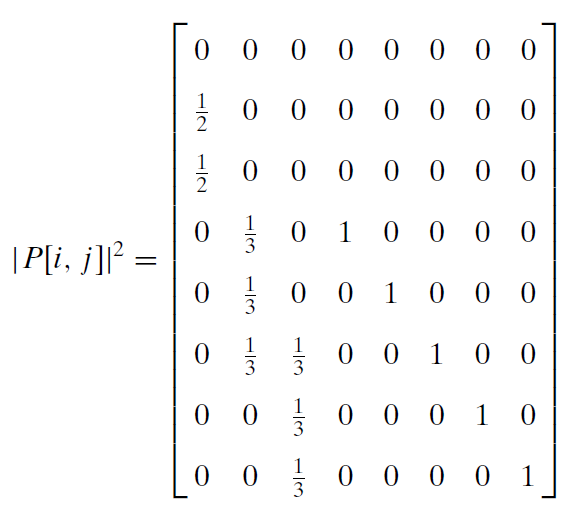 0 0 0 0 0 0 0 0
1/2 0 0 0 0 0 0 0
1/2 0 0 0 0 0 0 0
0 1/3 0 1 0 0 0 0
|P[i, j]|² =
0 1/3 0 0 1 0 0 0
0 1/3 1/3 0 0 1 0 0
0 0 1/3 0 0 0 1 0
0 0 1/3 0 0 0 0 1